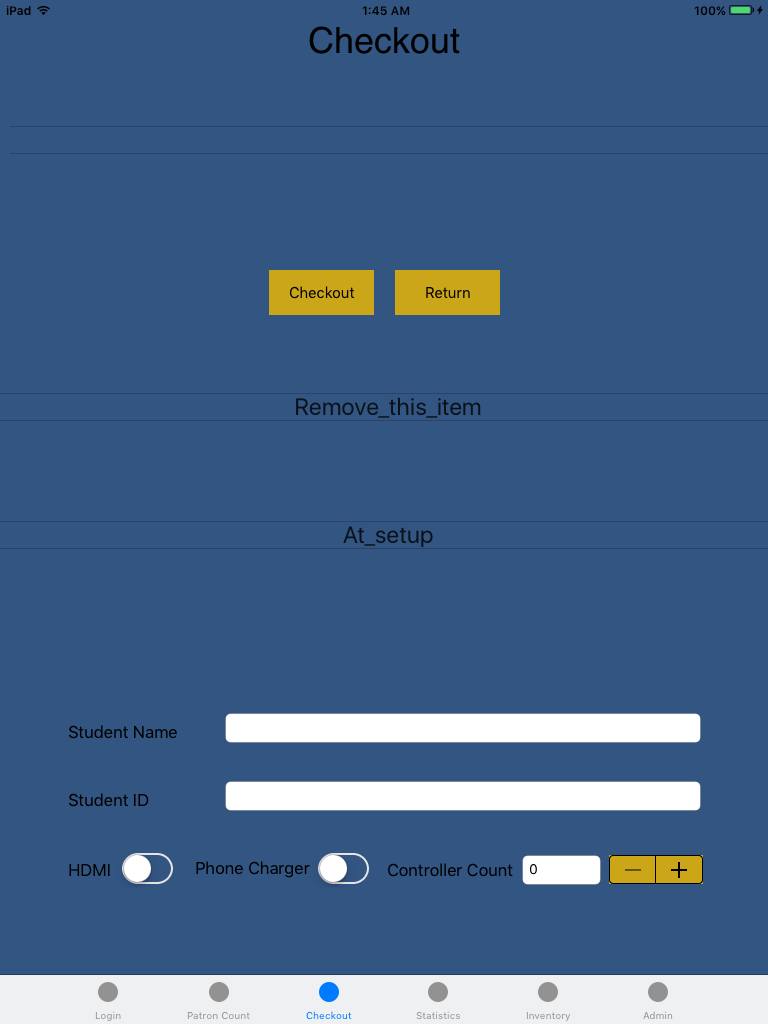 iPad 1:45 AM 100%
Checkout
Checkout Return
Remove_this_item
At_setup
Student Name
Student ID
HDMI Phone Charger Controller Count 0
Login Patron Count Checkout Statistics Inventory Admin